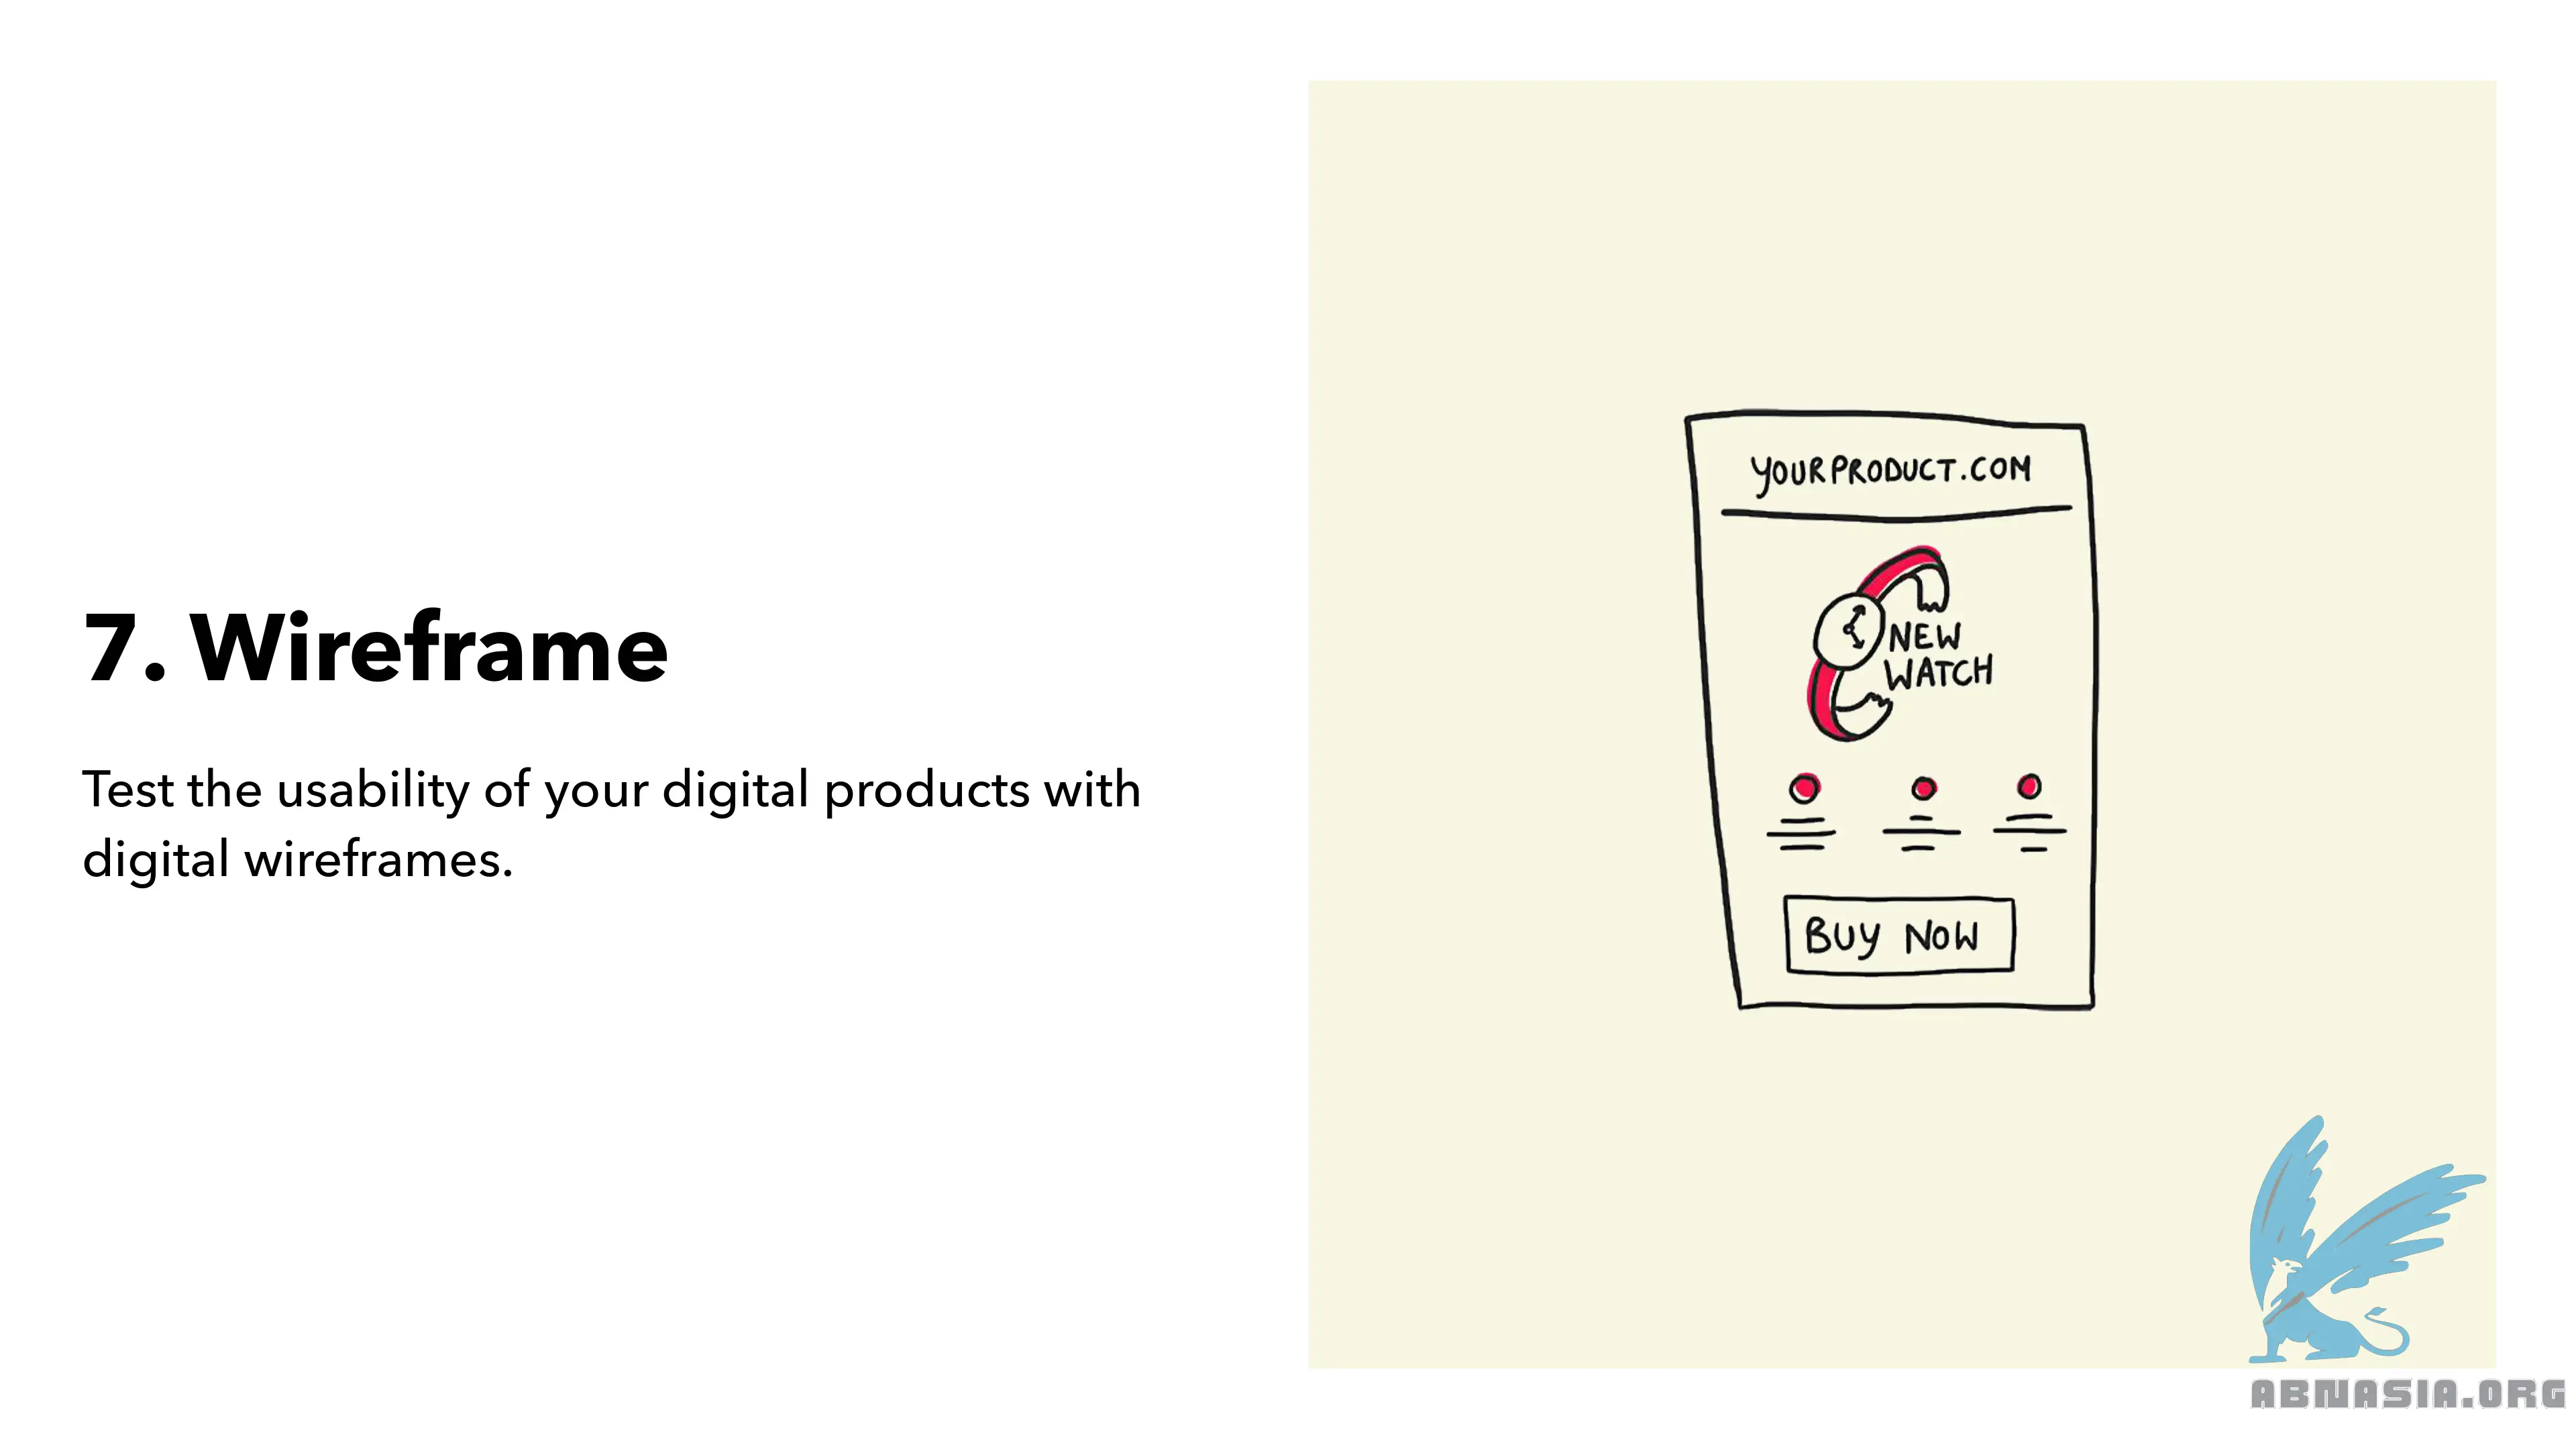 7. Wireframe
Test the usability of your digital products with
digital wireframes.
YOURPRODUCT.COM
NEW
WATCH
BUY NOW
ABNASIA.ORG